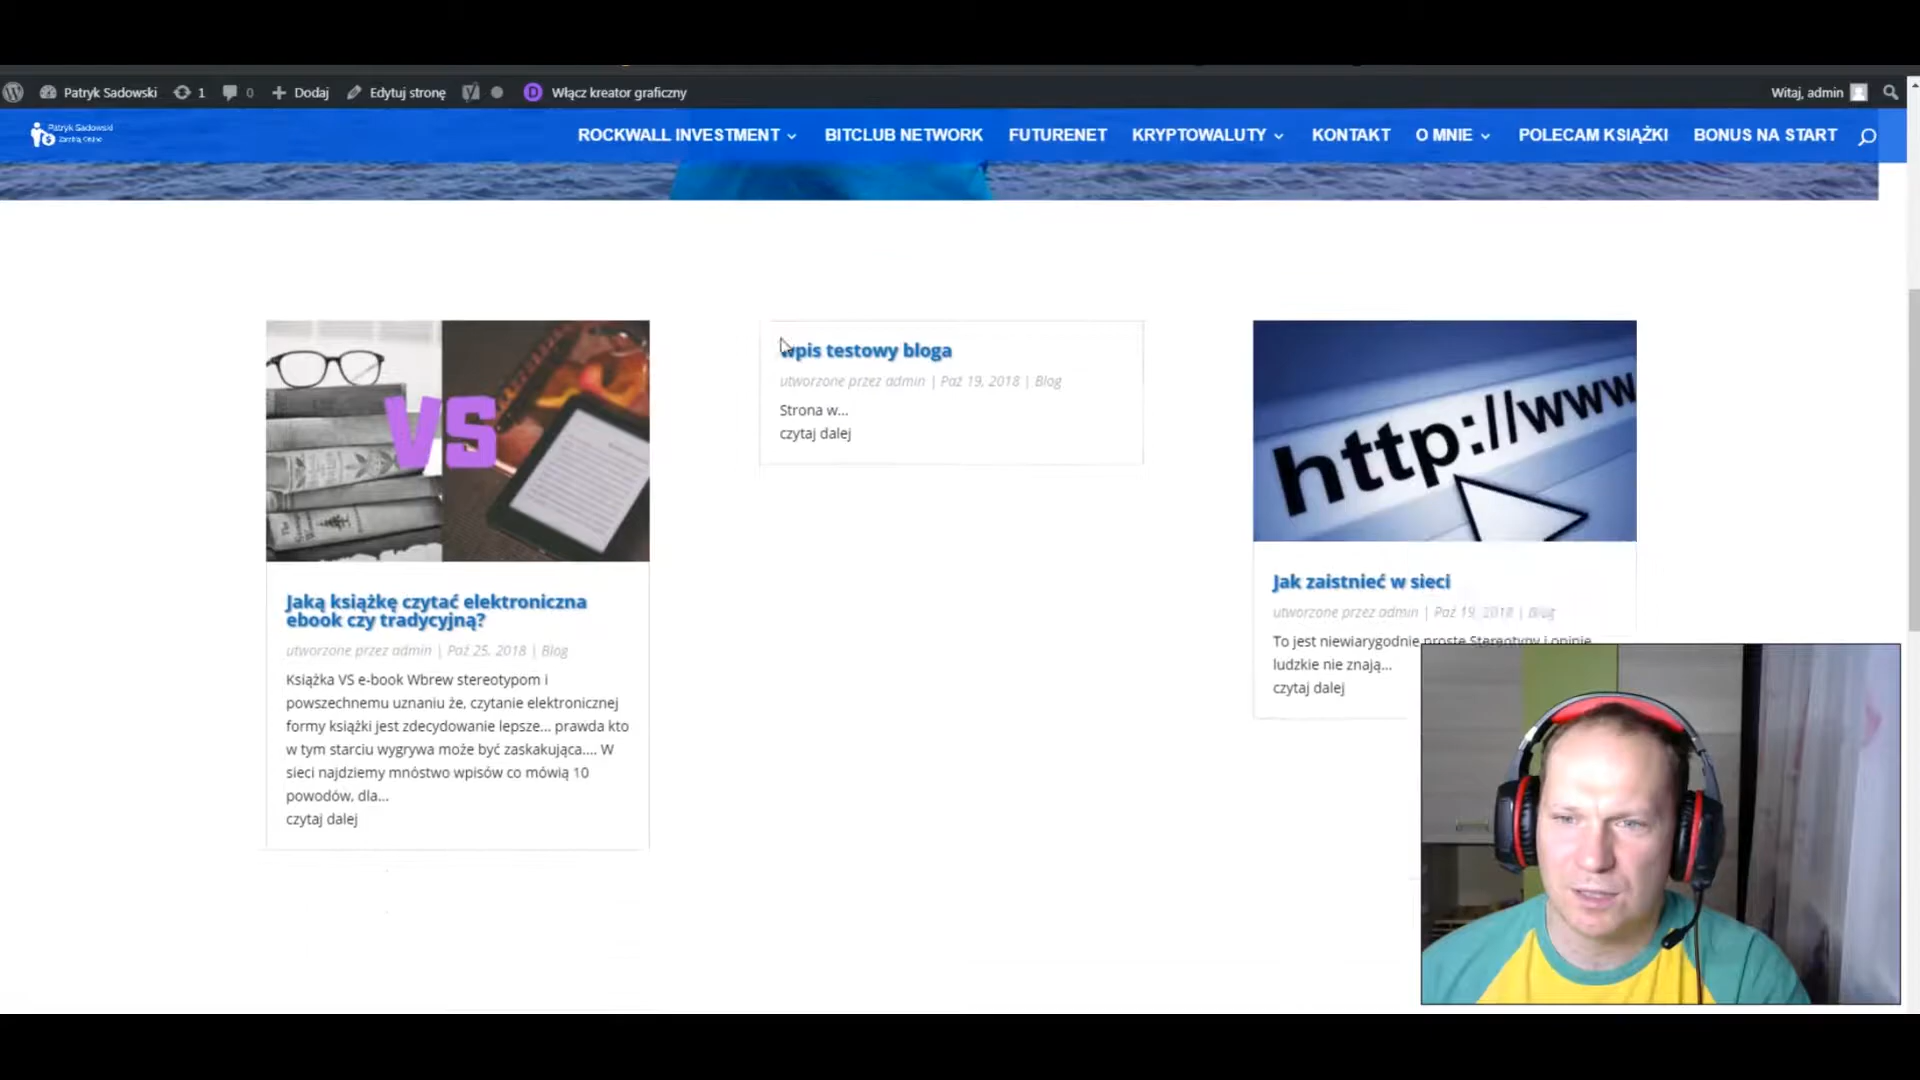 Patryk Sadowski 1 0 Dodaj Edytuj stronę Włącz kreator graficzny Witaj, admin
Patryk Sadowski
Zarabiaj Online
ROCKWALL INVESTMENT BITCLUB NETWORK FUTURENET KRYPTOWALUTY KONTAKT O MNIE POLECAM KSIĄŻKI BONUS NA START
VS
Jaką książkę czytać elektroniczna
ebook czy tradycyjną?
utworzone przez admin | Paź 25, 2018 | Blog
Książka VS e-book Wbrew stereotypom i
powszechnemu uznaniu że, czytanie elektronicznej
formy książki jest zdecydowanie lepsze... prawda kto
w tym starciu wygrywa może być zaskakująca.... W
sieci najdziemy mnóstwo wpisów co mówią 10
powodów, dla...
czytaj dalej
Wpis testowy bloga
utworzone przez admin | Paź 19, 2018 | Blog
Strona w...
czytaj dalej
http://www
Jak zaistnieć w sieci
utworzone przez admin | Paź 19, 2018 | Blog
To jest niewiarygodnie proste Stereotypy i opinie
ludzkie nie znają...
czytaj dalej